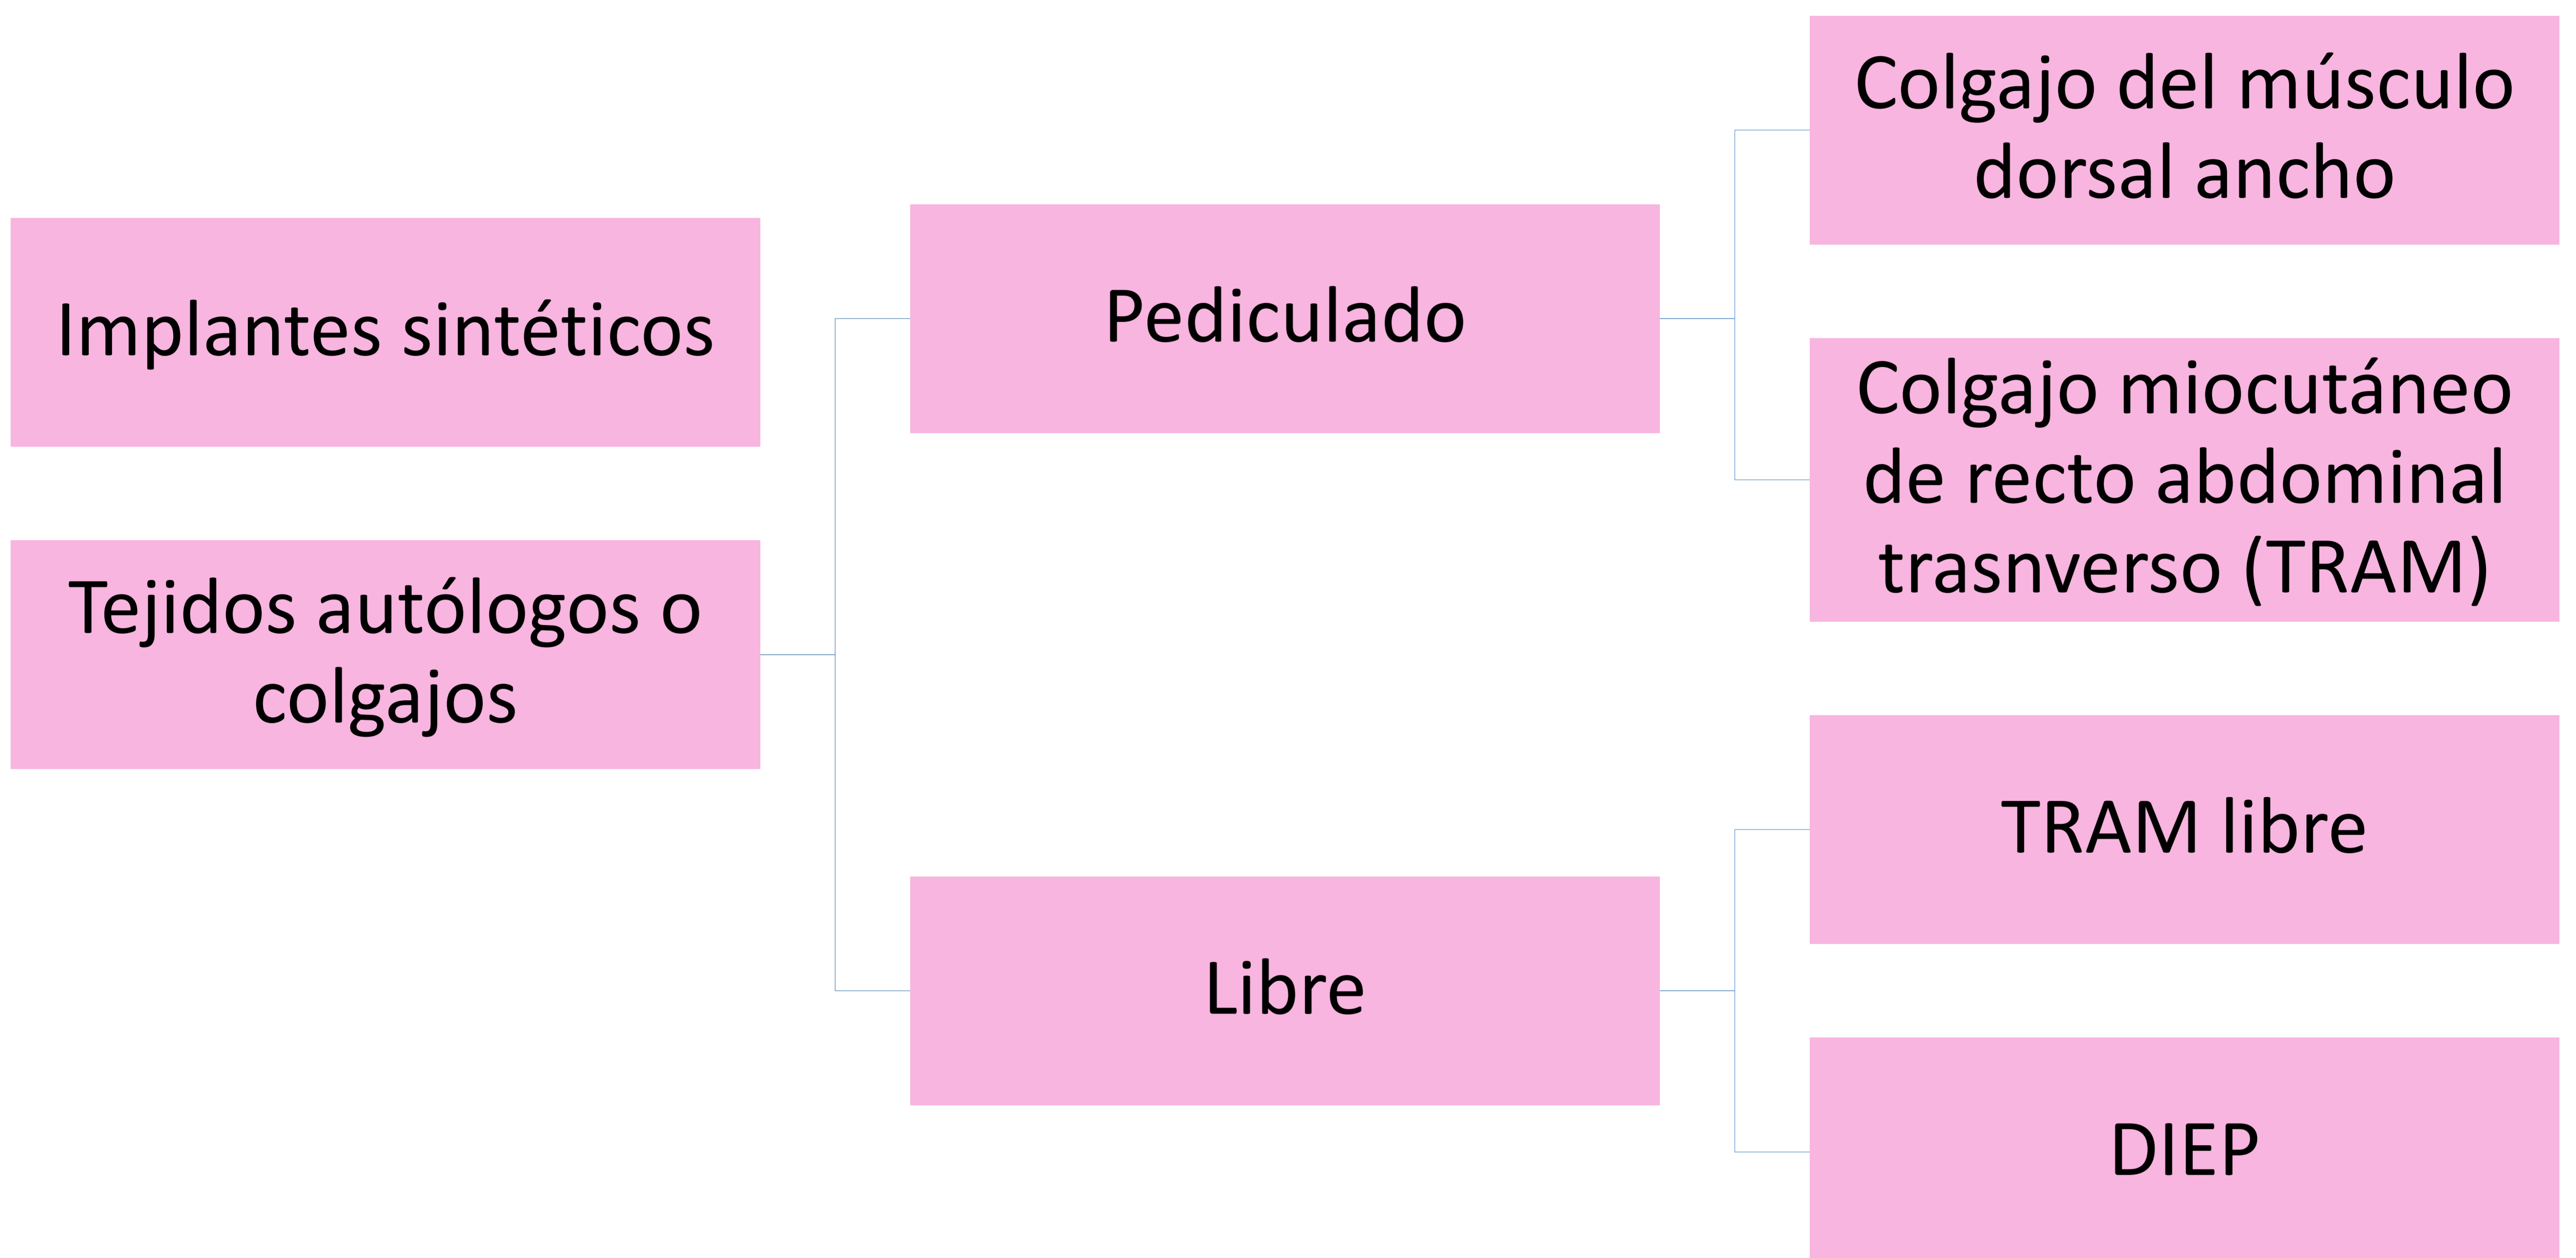 Implantes sintéticos
Tejidos autólogos o
colgajos
Pediculado
Libre
Colgajo del músculo
dorsal ancho
Colgajo miocutáneo
de recto abdominal
trasnverso (TRAM)
TRAM libre
DIEP